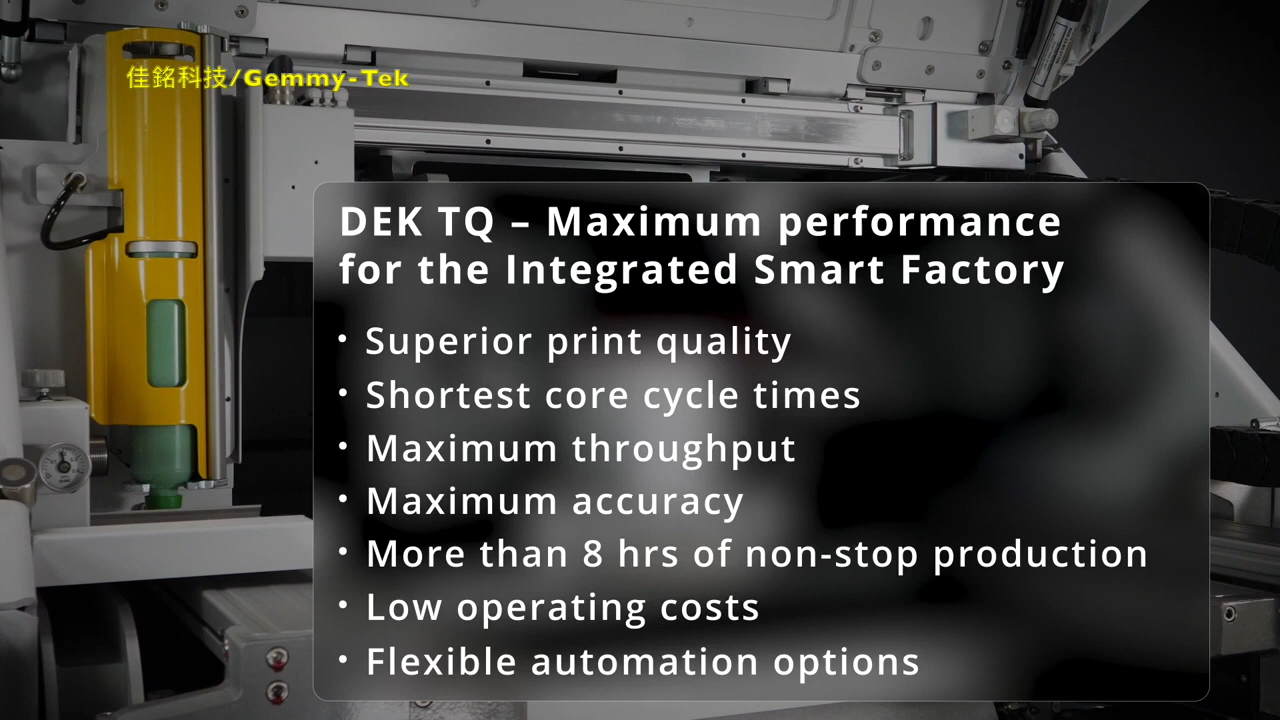 佳銘科技/Gemmy-Tek
DEK TQ – Maximum performance
for the Integrated Smart Factory
• Superior print quality
• Shortest core cycle times
• Maximum throughput
• Maximum accuracy
• More than 8 hrs of non-stop production
• Low operating costs
• Flexible automation options